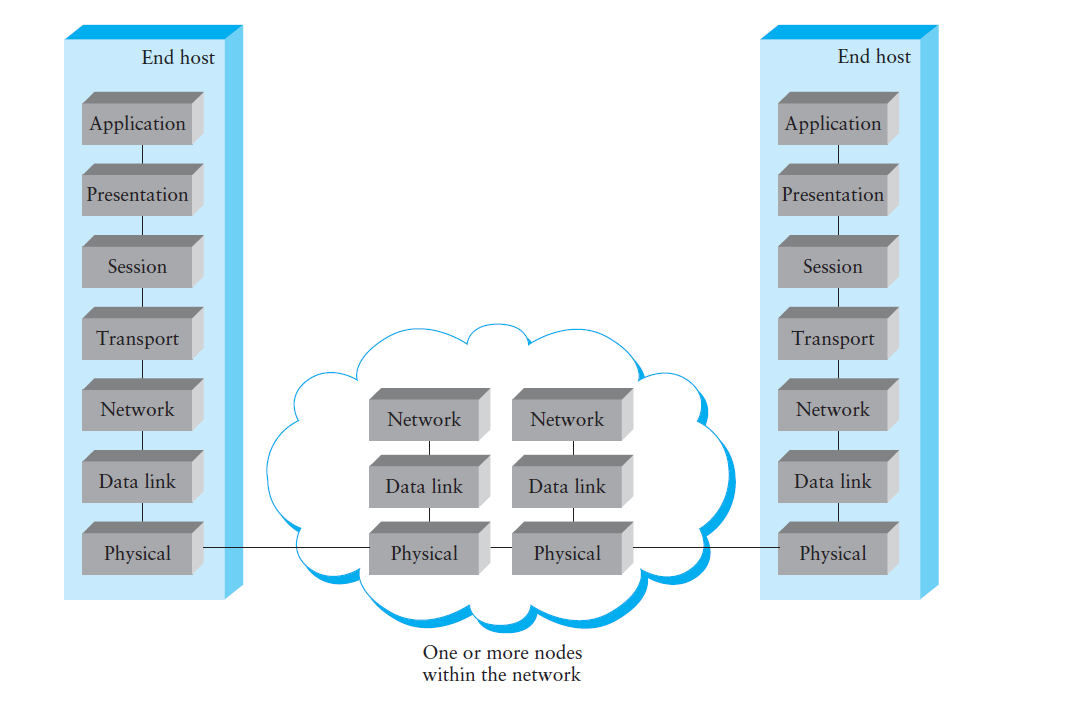 End host
Application
Presentation
Session
Transport
Network
Data link
Physical
Network
Data link
Physical
Network
Data link
Physical
One or more nodes
within the network
End host
Application
Presentation
Session
Transport
Network
Data link
Physical